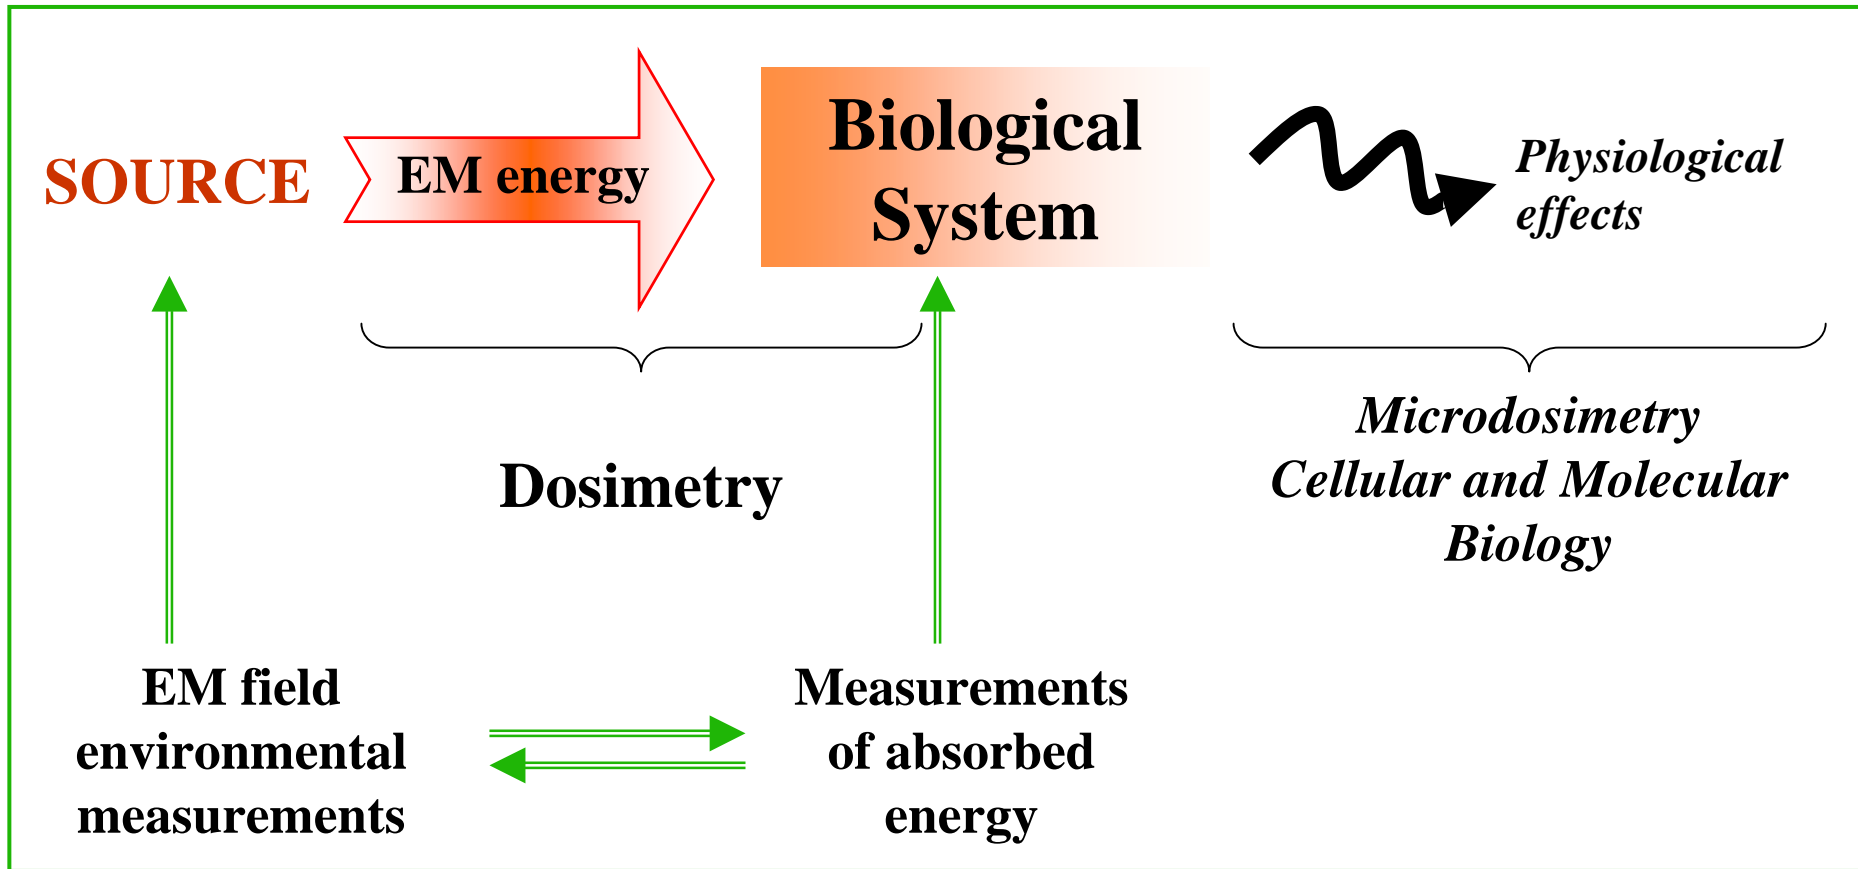 SOURCE
EM energy
Biological
System
Physiological
effects
Dosimetry
Microdosimetry
Cellular and Molecular
Biology
EM field
environmental
measurements
Measurements
of absorbed
energy